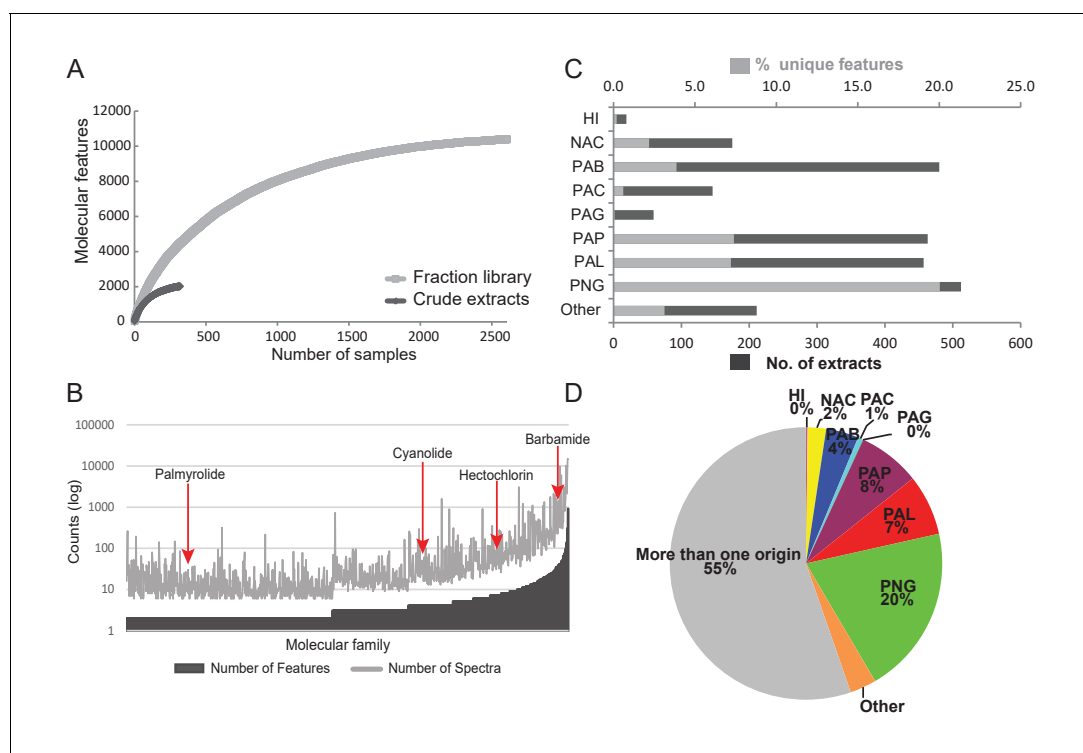 A
12000
10000
8000
6000
4000
2000
0
Molecular features
0 500 1000 1500 2000 2500
Number of samples
Fraction library
Crude extracts
B
100000
10000
1000
100
10
1
Counts (log)
Palmyrolide
Cyanolide
Hectochlorin
Barbamide
Molecular family
Number of Features
Number of Spectra
C
% unique features
0.0 5.0 10.0 15.0 20.0 25.0
HI
NAC
PAB
PAC
PAG
PAP
PAL
PNG
Other
0 100 200 300 400 500 600
No. of extracts
D
HI
0%
NAC
2%
PAC
1%
PAG
0%
PAB
4%
PAP
8%
PAL
7%
PNG
20%
More than one origin
55%
Other